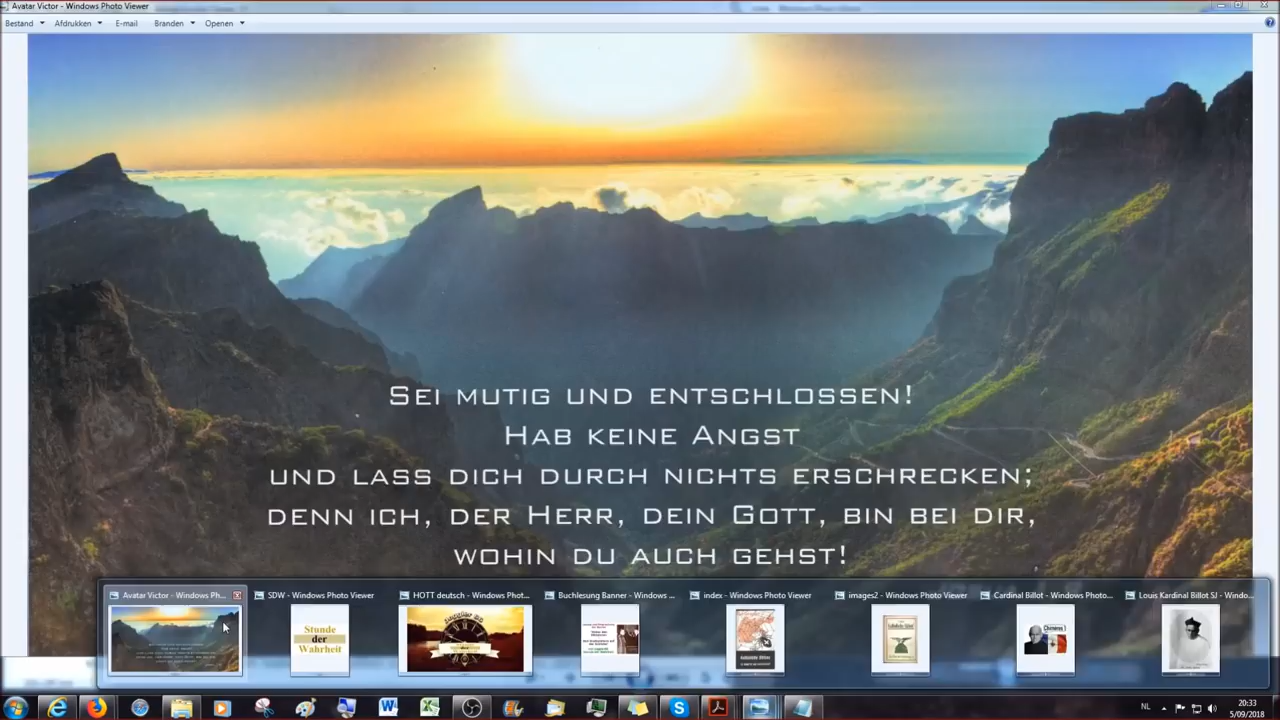 Avatar Victor - Windows Photo Viewer
Bestand Afdrukken E-mail Branden Openen
Sei mutig und entschlossen!
Hab keine Angst
und lass dich durch nichts erschrecken;
denn ich, der Herr, dein Gott, bin bei dir,
wohin du auch gehst!
Avatar Victor - Windows Ph... SDW - Windows Photo Viewer HOTT deutsch - Windows Phot... Buchlesung Banner - Windows ... index - Windows Photo Viewer images2 - Windows Photo Viewer Cardinal Billot - Windows Photo... Louis Kardinal Billot SJ - Windo...
Stunde
der
Wahrheit
NL 20:33
5/09/2018